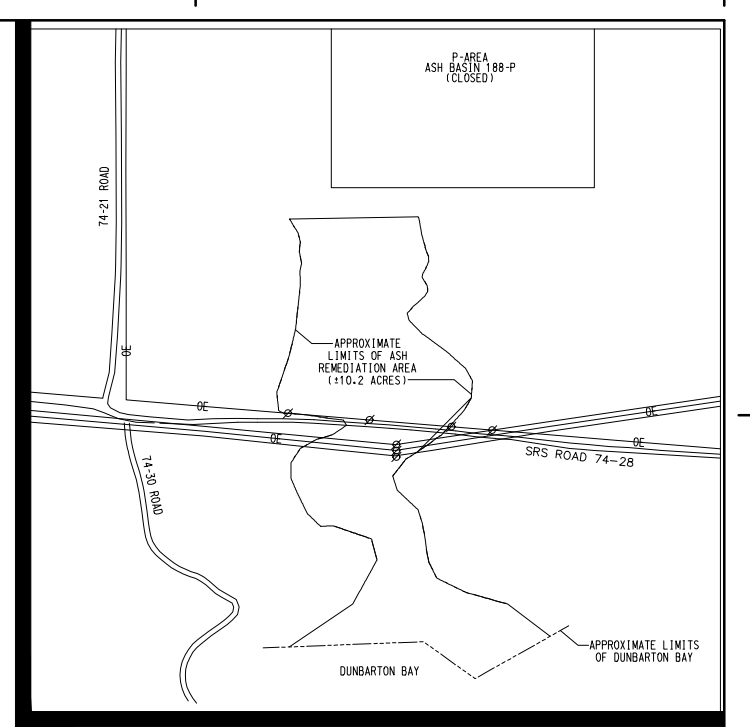 P-AREA
ASH BASIN 188-P
(CLOSED)
74-21 ROAD
APPROXIMATE
LIMITS OF ASH
REMEDIATION AREA
(±10.2 ACRES)
OE
OE
OE
OE
OE
SRS ROAD 74-28
74-30 ROAD
APPROXIMATE LIMITS
OF DUNBARTON BAY
DUNBARTON BAY